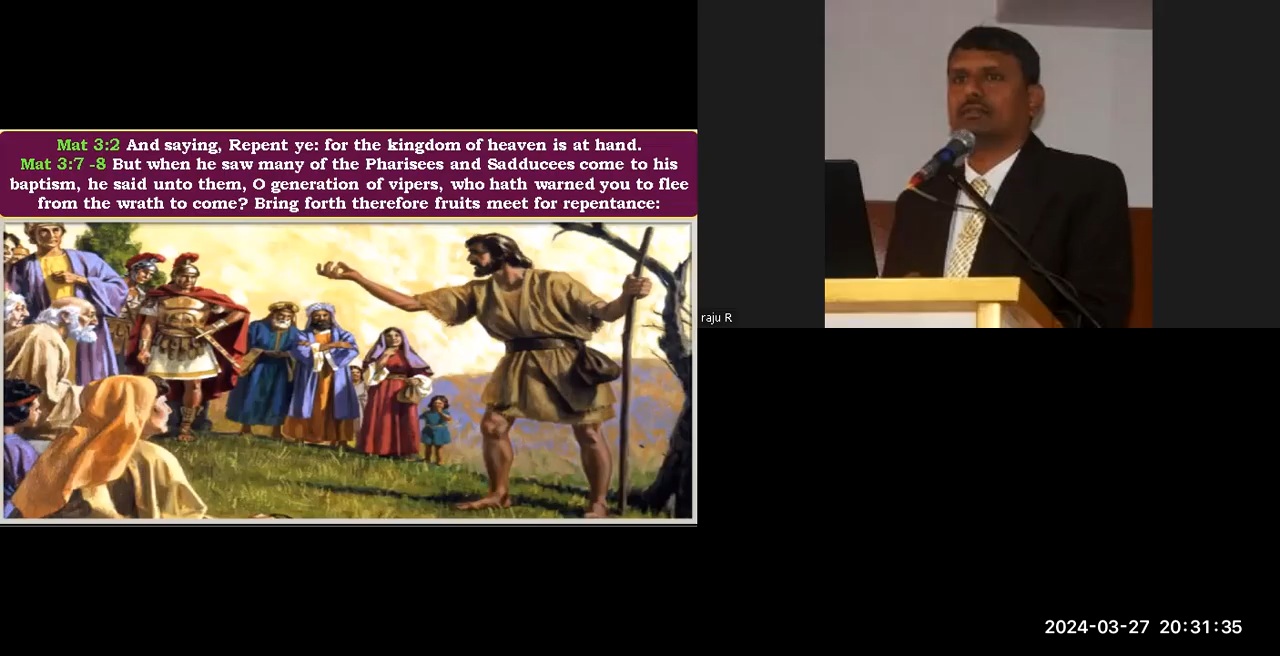 Mat 3:2 And saying, Repent ye: for the kingdom of heaven is at hand.
Mat 3:7 -8 But when he saw many of the Pharisees and Sadducees come to his
baptism, he said unto them, O generation of vipers, who hath warned you to flee
from the wrath to come? Bring forth therefore fruits meet for repentance:
raju R
2024-03-27 20:31:35